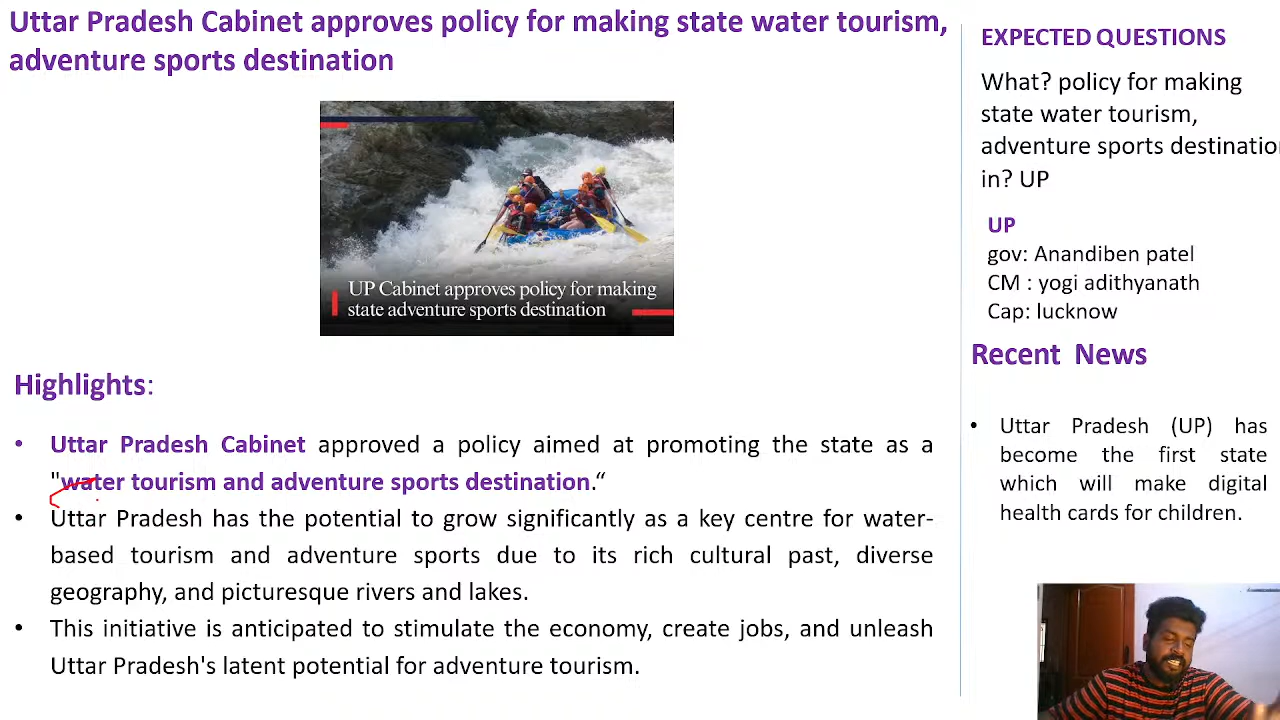 Uttar Pradesh Cabinet approves policy for making state water tourism,
adventure sports destination
UP Cabinet approves policy for making
state adventure sports destination
Highlights:
• Uttar Pradesh Cabinet approved a policy aimed at promoting the state as a
"water tourism and adventure sports destination.“
• Uttar Pradesh has the potential to grow significantly as a key centre for water-
based tourism and adventure sports due to its rich cultural past, diverse
geography, and picturesque rivers and lakes.
• This initiative is anticipated to stimulate the economy, create jobs, and unleash
Uttar Pradesh's latent potential for adventure tourism.
EXPECTED QUESTIONS
What? policy for making
state water tourism,
adventure sports destinatio
in? UP
UP
gov: Anandiben patel
CM : yogi adithyanath
Cap: lucknow
Recent News
• Uttar Pradesh (UP) has
become the first state
which will make digital
health cards for children.